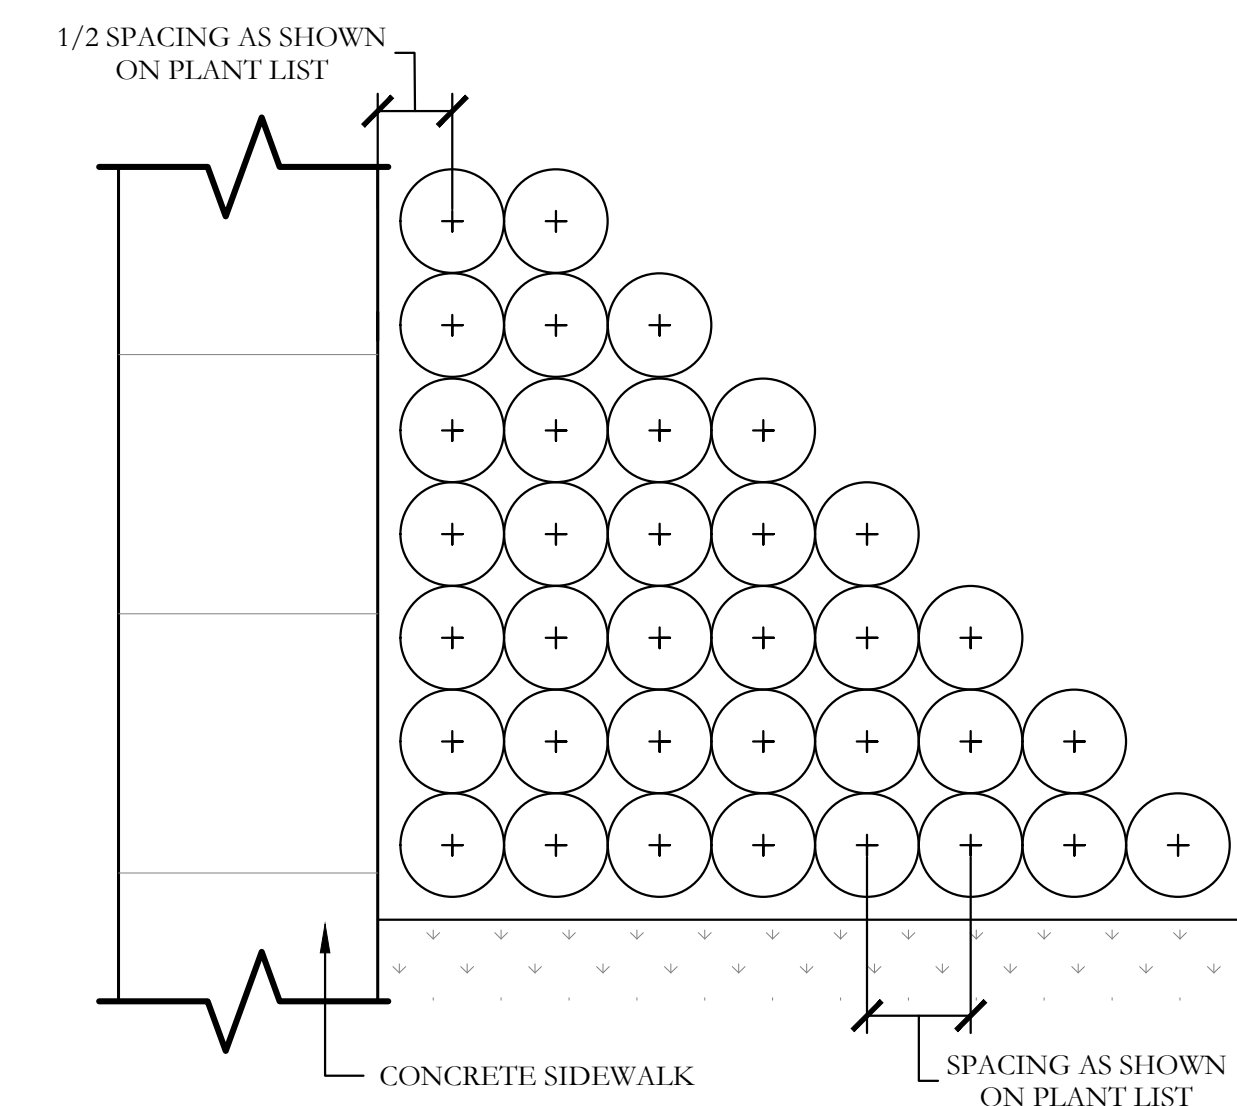 1/2 SPACING AS SHOWN
ON PLANT LIST
CONCRETE SIDEWALK
SPACING AS SHOWN
ON PLANT LIST